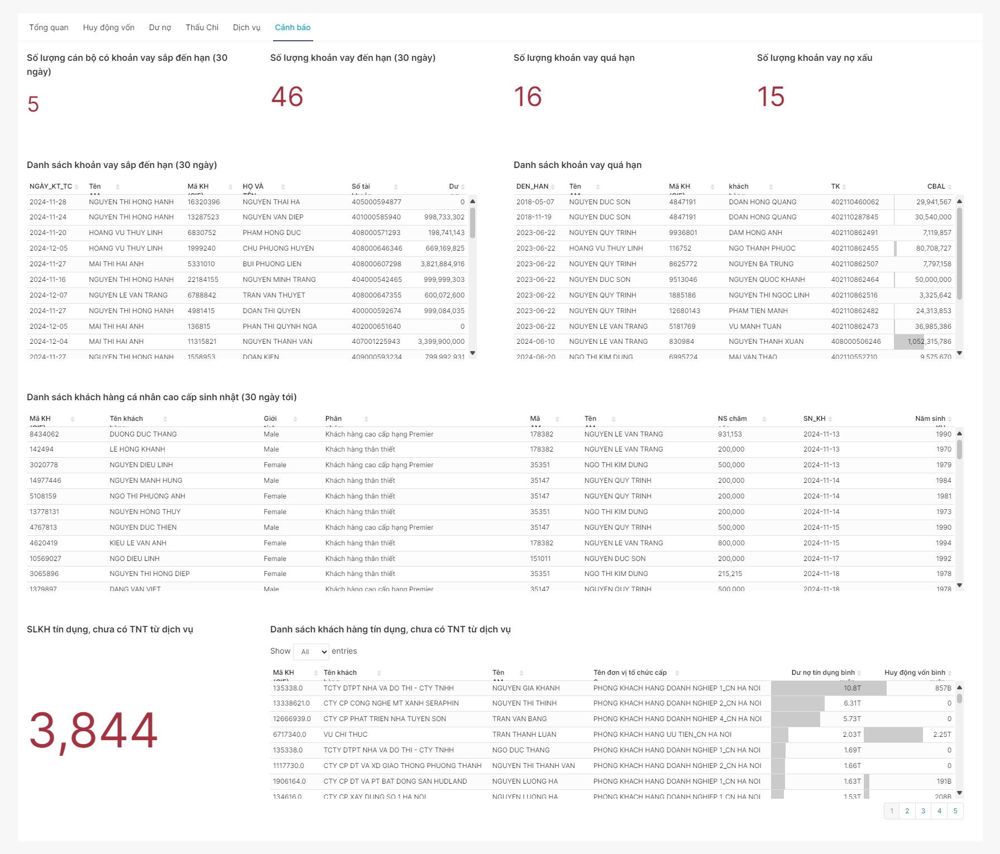 Tổng quan Huy động vốn Dư nợ Thấu Chi Dịch vụ Cảnh báo
Số lượng cán bộ có khoản vay sắp đến hạn (30 ngày)
5
Số lượng khoản vay đến hạn (30 ngày)
46
Số lượng khoản vay quá hạn
16
Số lượng khoản vay nợ xấu
15
Danh sách khoản vay sắp đến hạn (30 ngày)
NGÀY_KT_TC Tên AM Mã KH (CIF) HỌ VÀ TÊN Số tài khoản Dư
2024-11-28 NGUYEN THI HONG HANH 16320396 NGUYEN THAI HA 405000594877 0
2024-11-24 NGUYEN THI HONG HANH 13287523 NGUYEN VAN DIEP 401000585940 998,733,302
2024-11-20 HOANG VU THUY LINH 6830752 PHAM HONG DUC 408000571293 198,741,143
2024-12-05 HOANG VU THUY LINH 1999240 CHU PHUONG HUYEN 408000646346 669,169,825
2024-11-27 MAI THI HAI ANH 5331010 BUI PHUONG LIEN 408000607298 3,821,884,916
2024-11-16 NGUYEN THI HONG HANH 22184155 NGUYEN MINH TRANG 404000542465 999,999,303
2024-12-07 NGUYEN LE VAN TRANG 6788842 TRAN VAN THUYET 408000647355 600,072,600
2024-11-27 NGUYEN THI HONG HANH 4981415 DOAN THI QUYEN 400000592674 999,084,035
2024-12-05 MAI THI HAI ANH 136815 PHAN THI QUYNH NGA 402000651640 0
2024-12-04 MAI THI HAI ANH 11315821 NGUYEN THANH VAN 407001225943 3,399,900,000
2024-11-27 NGUYEN THI HONG HANH 1558953 DOAN KIEN 409000593234 799,992,931
Danh sách khoản vay quá hạn
DEN_HAN Tên AM Mã KH (CIF) khách hàng TK CBAL
2018-05-07 NGUYEN DUC SON 4847191 DOAN HONG QUANG 402110460062 29,941,567
2018-11-19 NGUYEN DUC SON 4847191 DOAN HONG QUANG 402110287845 30,540,000
2023-06-22 NGUYEN QUY TRINH 9936801 DAM HONG ANH 402110862491 7,119,857
2023-06-22 HOANG VU THUY LINH 116752 NGO THANH PHUOC 402110862455 80,708,727
2023-06-22 NGUYEN QUY TRINH 8625772 NGUYEN BA TRUNG 402110862507 7,797,158
2023-06-22 NGUYEN DUC SON 9513046 NGUYEN QUOC KHANH 402110862464 50,000,000
2023-06-22 NGUYEN QUY TRINH 1885186 NGUYEN THI NGOC LINH 402110862516 3,325,642
2023-06-22 NGUYEN QUY TRINH 12680143 PHAM TIEN MANH 402110862482 24,313,853
2023-06-22 NGUYEN LE VAN TRANG 5181769 VU MANH TUAN 402110862473 36,985,386
2024-06-10 NGUYEN LE VAN TRANG 830984 NGUYEN THANH XUAN 408000506246 1,052,315,786
2024-06-20 NGO THI KIM DUNG 6995724 MAI VAN THAO 402110552710 9,575,670
Danh sách khách hàng cá nhân cao cấp sinh nhật (30 ngày tới)
Mã KH (CIF) Tên khách hàng Giới tính Phân Mã AM Tên AM NS chăm SN_KH Năm sinh KH
8434062 DUONG DUC THANG Male Khách hàng cao cấp hạng Premier 178382 NGUYEN LE VAN TRANG 931,153 2024-11-13 1990
142494 LE HONG KHANH Male Khách hàng thân thiết 178382 NGUYEN LE VAN TRANG 200,000 2024-11-13 1970
3020778 NGUYEN DIEU LINH Female Khách hàng cao cấp hạng Premier 35351 NGO THI KIM DUNG 500,000 2024-11-13 1979
14977446 NGUYEN MANH HUNG Male Khách hàng thân thiết 35147 NGUYEN QUY TRINH 200,000 2024-11-14 1984
5108159 NGO THI PHUONG ANH Female Khách hàng thân thiết 35147 NGUYEN QUY TRINH 200,000 2024-11-14 1981
13778131 NGUYEN HONG THUY Female Khách hàng thân thiết 35351 NGO THI KIM DUNG 200,000 2024-11-14 1973
4767813 NGUYEN DUC THIEN Male Khách hàng cao cấp hạng Premier 35147 NGUYEN QUY TRINH 500,000 2024-11-15 1990
4620419 KIEU LE VAN ANH Female Khách hàng thân thiết 178382 NGUYEN LE VAN TRANG 800,000 2024-11-15 1994
10569027 NGO DIEU LINH Female Khách hàng thân thiết 151011 NGUYEN DUC SON 200,000 2024-11-17 1992
3065896 NGUYEN THI HONG DIEP Female Khách hàng thân thiết 35351 NGO THI KIM DUNG 215,215 2024-11-18 1978
1379897 DANG VAN VIET Male Khách hàng cao cấp hạng Premier 35147 NGUYEN QUY TRINH 500,000 2024-11-18 1978
SLKH tín dụng, chưa có TNT từ dịch vụ
3,844
Danh sách khách hàng tín dụng, chưa có TNT từ dịch vụ
Show All entries
Mã KH (CIF) Tên khách hàng Tên AM Tên đơn vị tổ chức cấp Dư nợ tín dụng bình Huy động vốn bình
135338.0 TCTY DTPT NHA VA DO THI - CTY TNHH NGUYEN GIA KHANH PHONG KHACH HANG DOANH NGHIEP 1_CN HA NOI 10.8T 857B
13338621.0 CTY CP CONG NGHE MT XANH SERAPHIN NGUYEN THI THINH PHONG KHACH HANG DOANH NGHIEP 2_CN HA NOI 6.31T 0
12666939.0 CTY CP PHAT TRIEN NHA TUYEN SON TRAN VAN BANG PHONG KHACH HANG DOANH NGHIEP 4_CN HA NOI 5.73T 0
6717340.0 VU CHI THUC TRAN THANH LUAN PHONG KHACH HANG UU TIEN_CN HA NOI 2.03T 2.25T
135338.0 TCTY DTPT NHA VA DO THI - CTY TNHH NGO DUC THANG PHONG KHACH HANG DOANH NGHIEP 1_CN HA NOI 1.69T 0
1117730.0 CTY CP DT VA XD GIAO THONG PHUONG THANH NGUYEN THI THANH VAN PHONG KHACH HANG DOANH NGHIEP 2_CN HA NOI 1.66T 0
1906164.0 CTY CP DT VA PT BAT DONG SAN HUDLAND NGUYEN LUONG HA PHONG KHACH HANG DOANH NGHIEP 1_CN HA NOI 1.63T 191B
134616.0 CTY CP XAY DUNG SO 1 HA NOI NGUYEN LUONG HA PHONG KHACH HANG DOANH NGHIEP 1_CN HA NOI 1.53T 208B
1 2 3 4 5